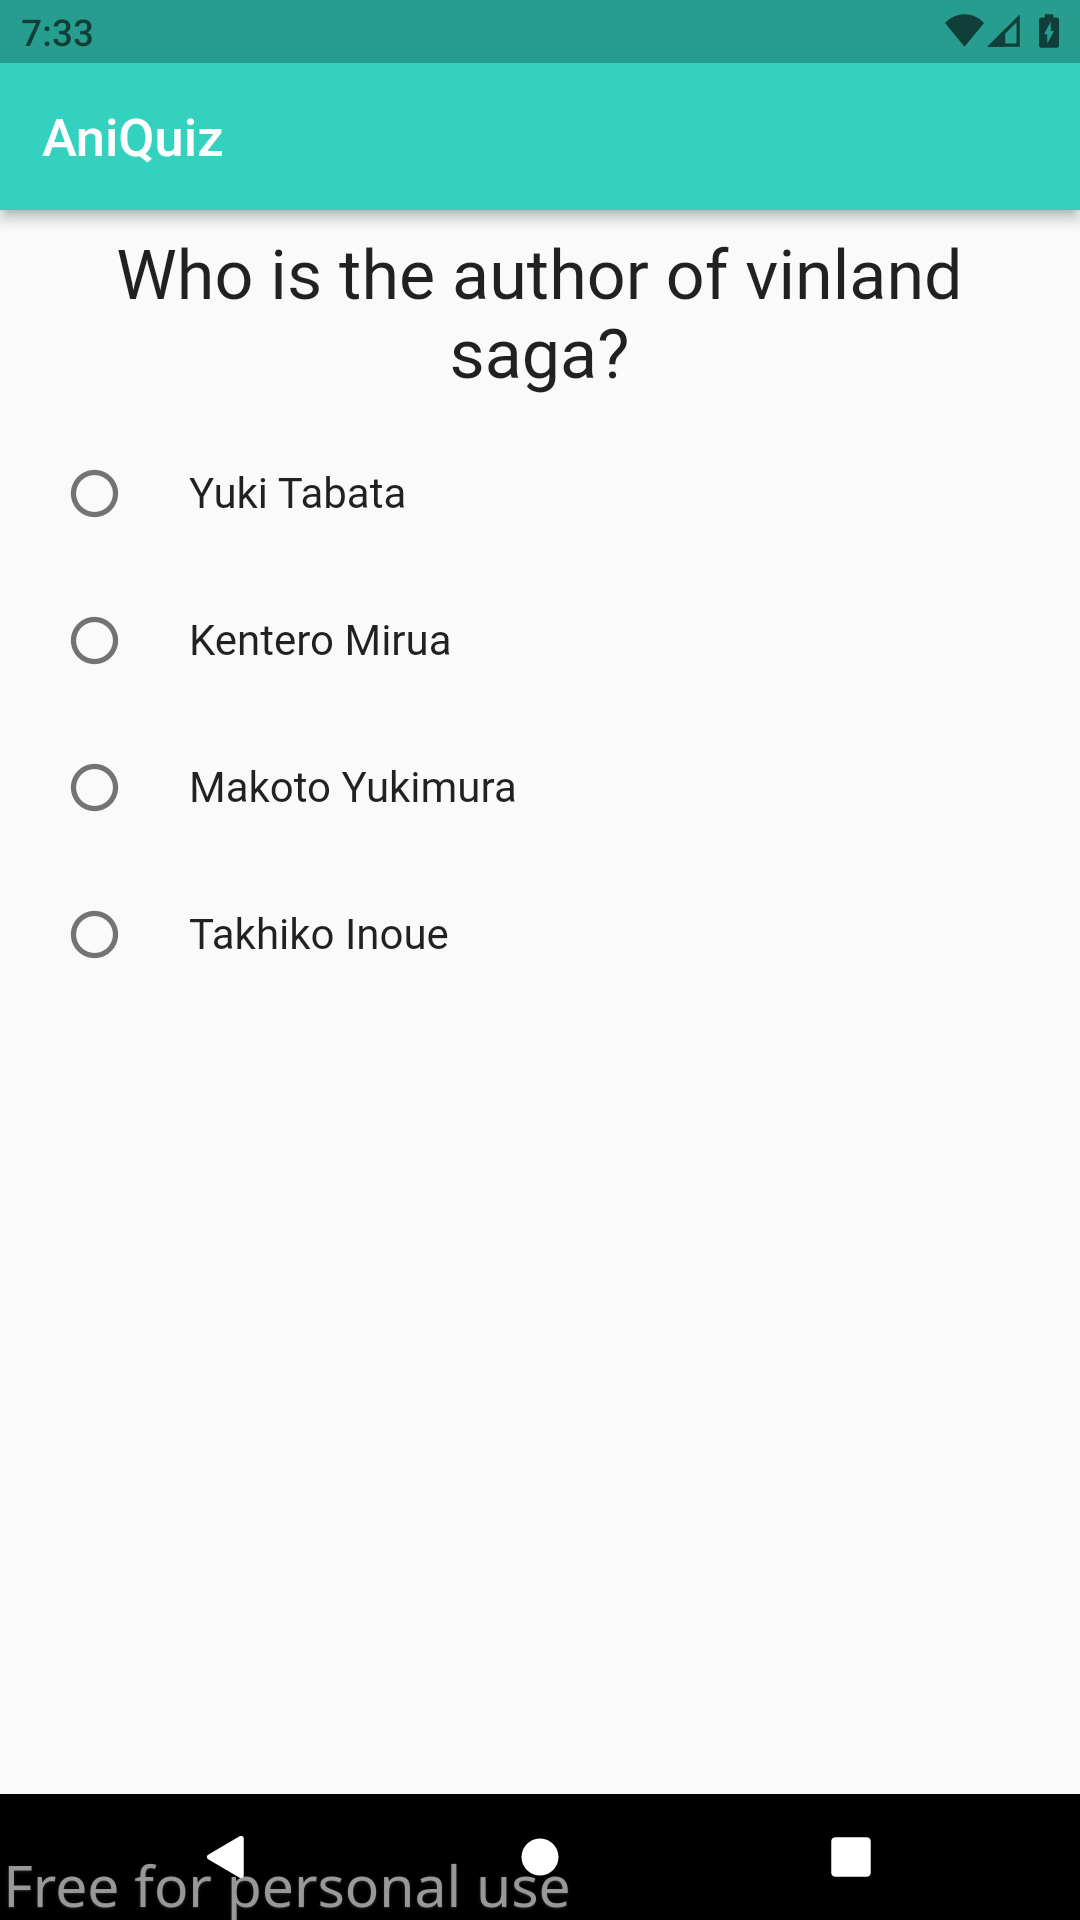 7:33
AniQuiz
Who is the author of vinland
saga?
Yuki Tabata
Kentero Mirua
Makoto Yukimura
Takhiko Inoue
Free for personal use